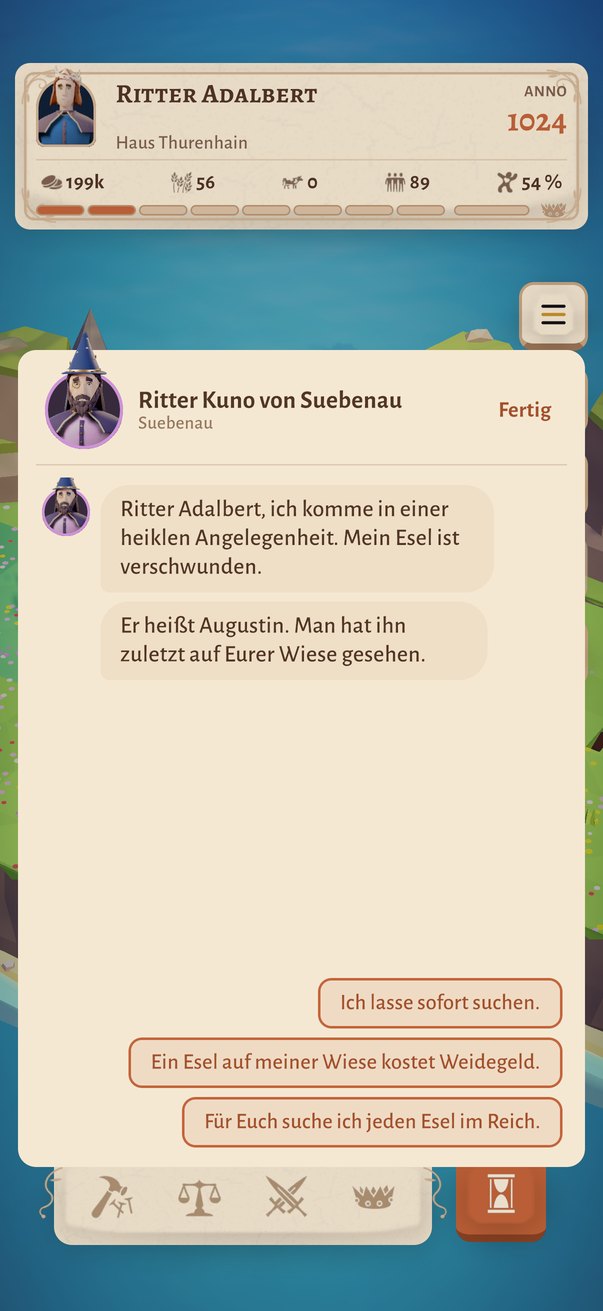 Ritter Adalbert
ANNO
1024
Haus Thurenhain
199k
56
0
89
54 %
Ritter Kuno von Suebenau
Suebenau
Fertig
Ritter Adalbert, ich komme in einer
heiklen Angelegenheit. Mein Esel ist
verschwunden.
Er heißt Augustin. Man hat ihn
zuletzt auf Eurer Wiese gesehen.
Ich lasse sofort suchen.
Ein Esel auf meiner Wiese kostet Weidegeld.
Für Euch suche ich jeden Esel im Reich.